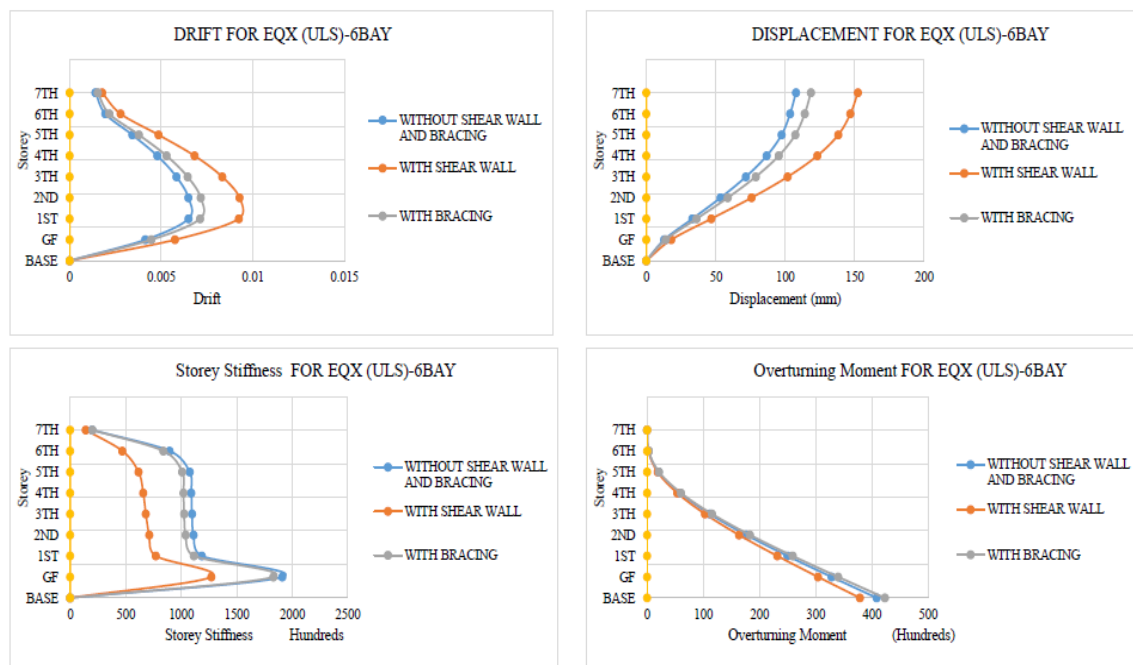 DRIFT FOR EQX (ULS)-6BAY
Storey
7TH
6TH
5TH
4TH
3TH
2ND
1ST
GF
BASE
0
0.005
0.01
0.015
Drift
WITHOUT SHEAR WALL
AND BRACING
WITH SHEAR WALL
WITH BRACING
DISPLACEMENT FOR EQX (ULS)-6BAY
Storey
7TH
6TH
5TH
4TH
3TH
2ND
1ST
GF
BASE
0
50
100
150
200
Displacement (mm)
WITHOUT SHEAR WALL
AND BRACING
WITH SHEAR WALL
WITH BRACING
Storey Stiffness FOR EQX (ULS)-6BAY
Storey
7TH
6TH
5TH
4TH
3TH
2ND
1ST
GF
BASE
0
500
1000
1500
2000
2500
Storey Stiffness
Hundreds
WITHOUT SHEAR WALL
AND BRACING
WITH SHEAR WALL
WITH BRACING
Overturning Moment FOR EQX (ULS)-6BAY
Storey
7TH
6TH
5TH
4TH
3TH
2ND
1ST
GF
BASE
0
100
200
300
400
500
Overturning Moment
(Hundreds)
WITHOUT SHEAR WALL
AND BRACING
WITH SHEAR WALL
WITH BRACING